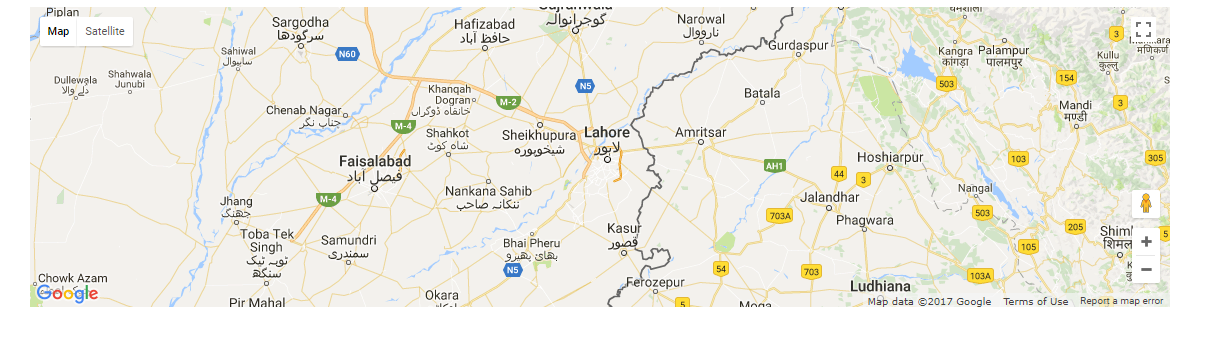 Piplan
Map
Satellite
Sargodha
سرگودھا
Hafizabad
حافظ آباد
گوجرانوالہ
Narowal
نارووال
Gurdaspur
Kangra
कांगड़ा
Palampur
पालमपुर
3
Kullu
कुल्लू
Sahiwal
ساہیوال
N60
Dullewala
دلے والا
Shahwala
Junubi
Khanqah
Dogran
خانقاہ ڈوگراں
M-2
N5
Batala
503
154
Mandi
मण्डी
3
Chenab Nagar
چناب نگر
M-4
Shahkot
شاہ کوٹ
Sheikhupura
شیخوپورہ
Lahore
لاہور
Amritsar
Faisalabad
فیصل آباد
AH1
Hoshiarpur
103
305
44
3
Nankana Sahib
ننکانہ صاحب
Jalandhar
Nangal
M-4
Jhang
جھنگ
703A
Phagwara
503
205
Toba Tek
Singh
ٹوبہ ٹیک
سنگھ
Samundri
سمندری
Bhai Pheru
بھائ پھیرو
Kasur
قصور
105
5
N5
54
703
103A
Chowk Azam
Google
Pir Mahal
Okara
Ferozepur
5
Ludhiana
Map data ©2017 Google
Terms of Use
Report a map error